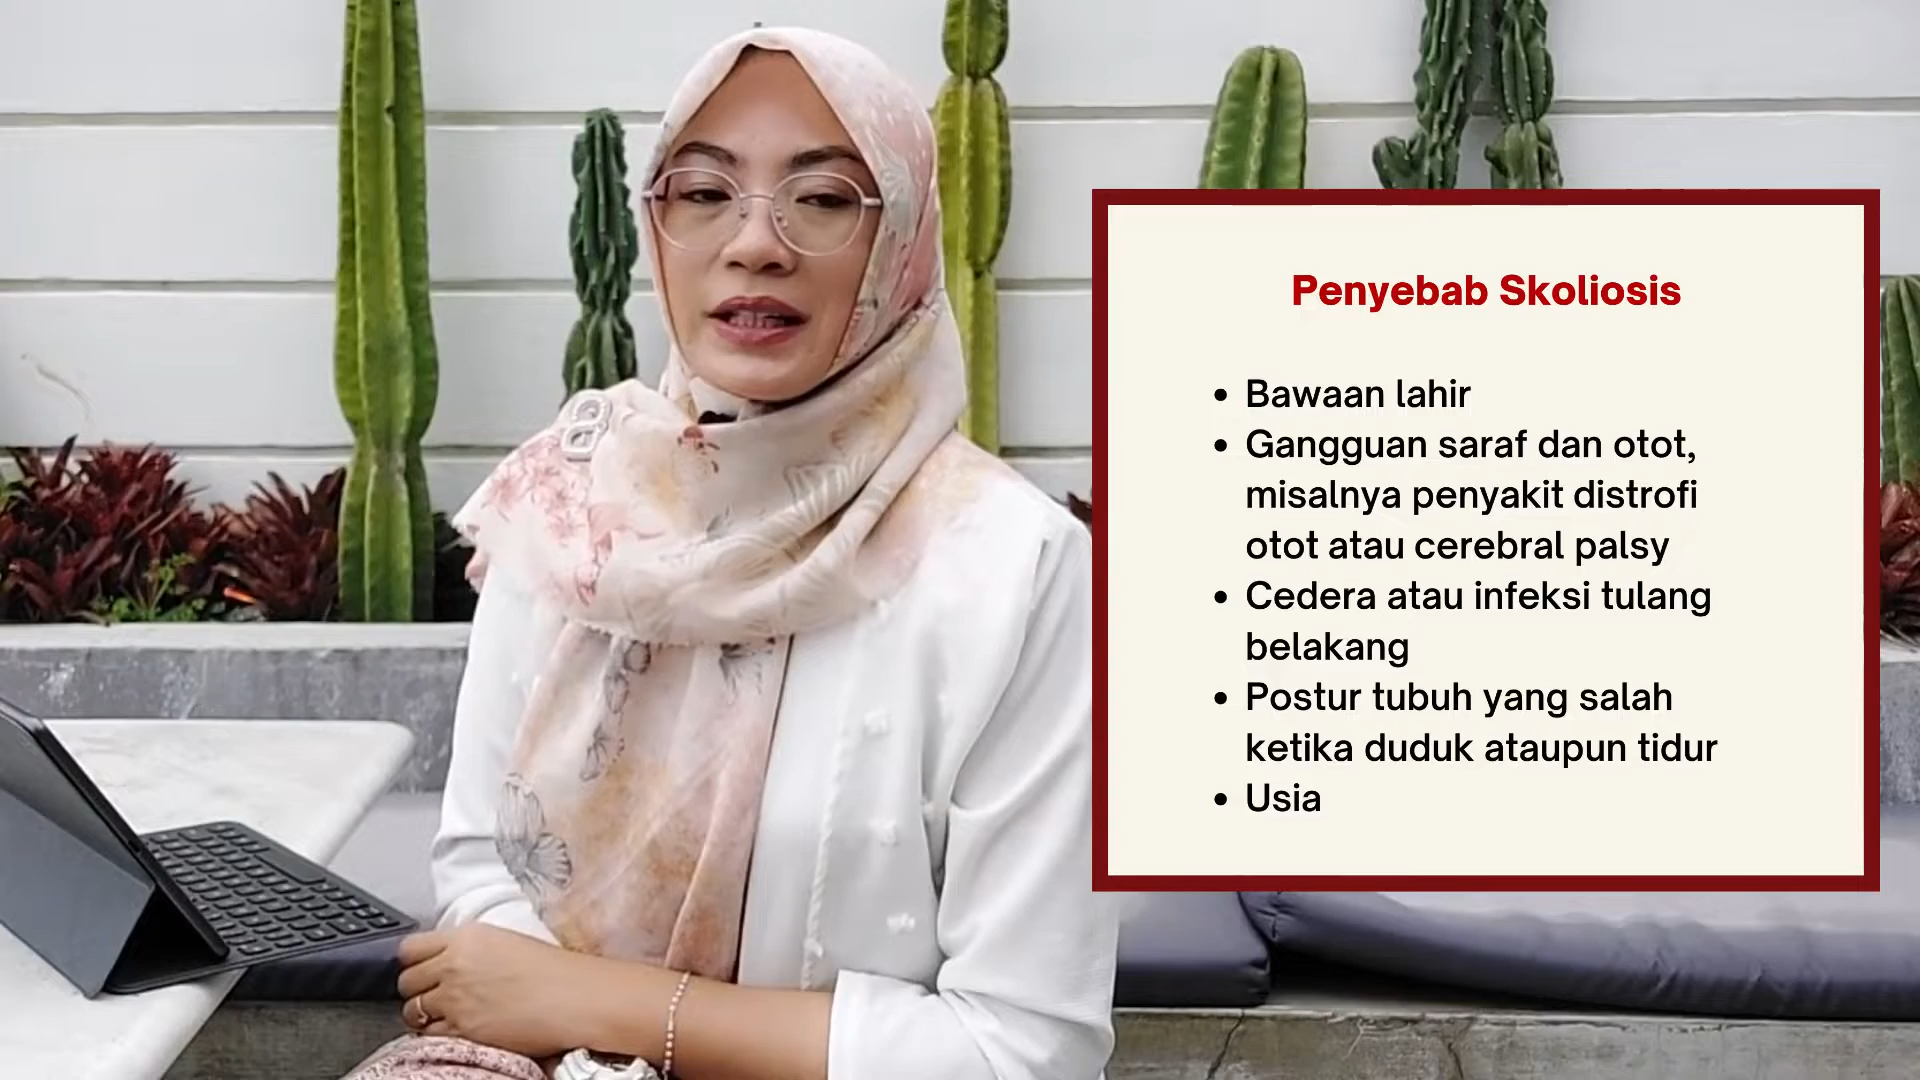 Penyebab Skoliosis
• Bawaan lahir
• Gangguan saraf dan otot,
misalnya penyakit distrofi
otot atau cerebral palsy
• Cedera atau infeksi tulang
belakang
• Postur tubuh yang salah
ketika duduk ataupun tidur
• Usia